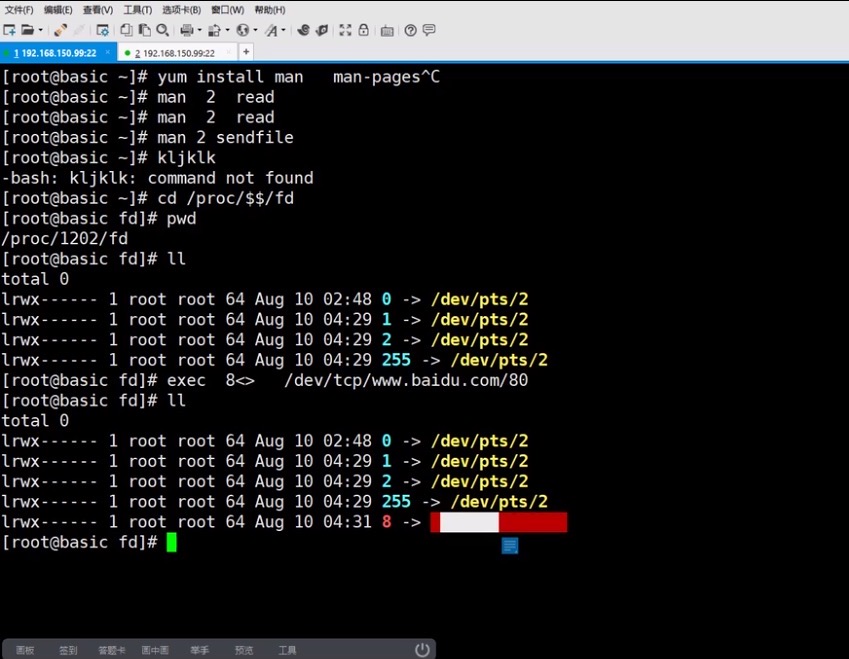 文件(F) 编辑(E) 查看(V) 工具(T) 选项卡(B) 窗口(W) 帮助(H)
1 192.168.150.99:22 × 2 192.168.150.99:22 × +
[root@basic ~]# yum install man   man-pages^C
[root@basic ~]# man  2  read
[root@basic ~]# man  2  read
[root@basic ~]# man 2 sendfile
[root@basic ~]# kljklk
-bash: kljklk: command not found
[root@basic ~]# cd /proc/$$/fd
[root@basic fd]# pwd
/proc/1202/fd
[root@basic fd]# ll
total 0
lrwx------ 1 root root 64 Aug 10 02:48 0 -> /dev/pts/2
lrwx------ 1 root root 64 Aug 10 04:29 1 -> /dev/pts/2
lrwx------ 1 root root 64 Aug 10 04:29 2 -> /dev/pts/2
lrwx------ 1 root root 64 Aug 10 04:29 255 -> /dev/pts/2
[root@basic fd]# exec  8<>   /dev/tcp/www.baidu.com/80
[root@basic fd]# ll
total 0
lrwx------ 1 root root 64 Aug 10 02:48 0 -> /dev/pts/2
lrwx------ 1 root root 64 Aug 10 04:29 1 -> /dev/pts/2
lrwx------ 1 root root 64 Aug 10 04:29 2 -> /dev/pts/2
lrwx------ 1 root root 64 Aug 10 04:29 255 -> /dev/pts/2
lrwx------ 1 root root 64 Aug 10 04:31 8 ->
[root@basic fd]#
画板 签到 答题卡 画中画 举手 预览 工具